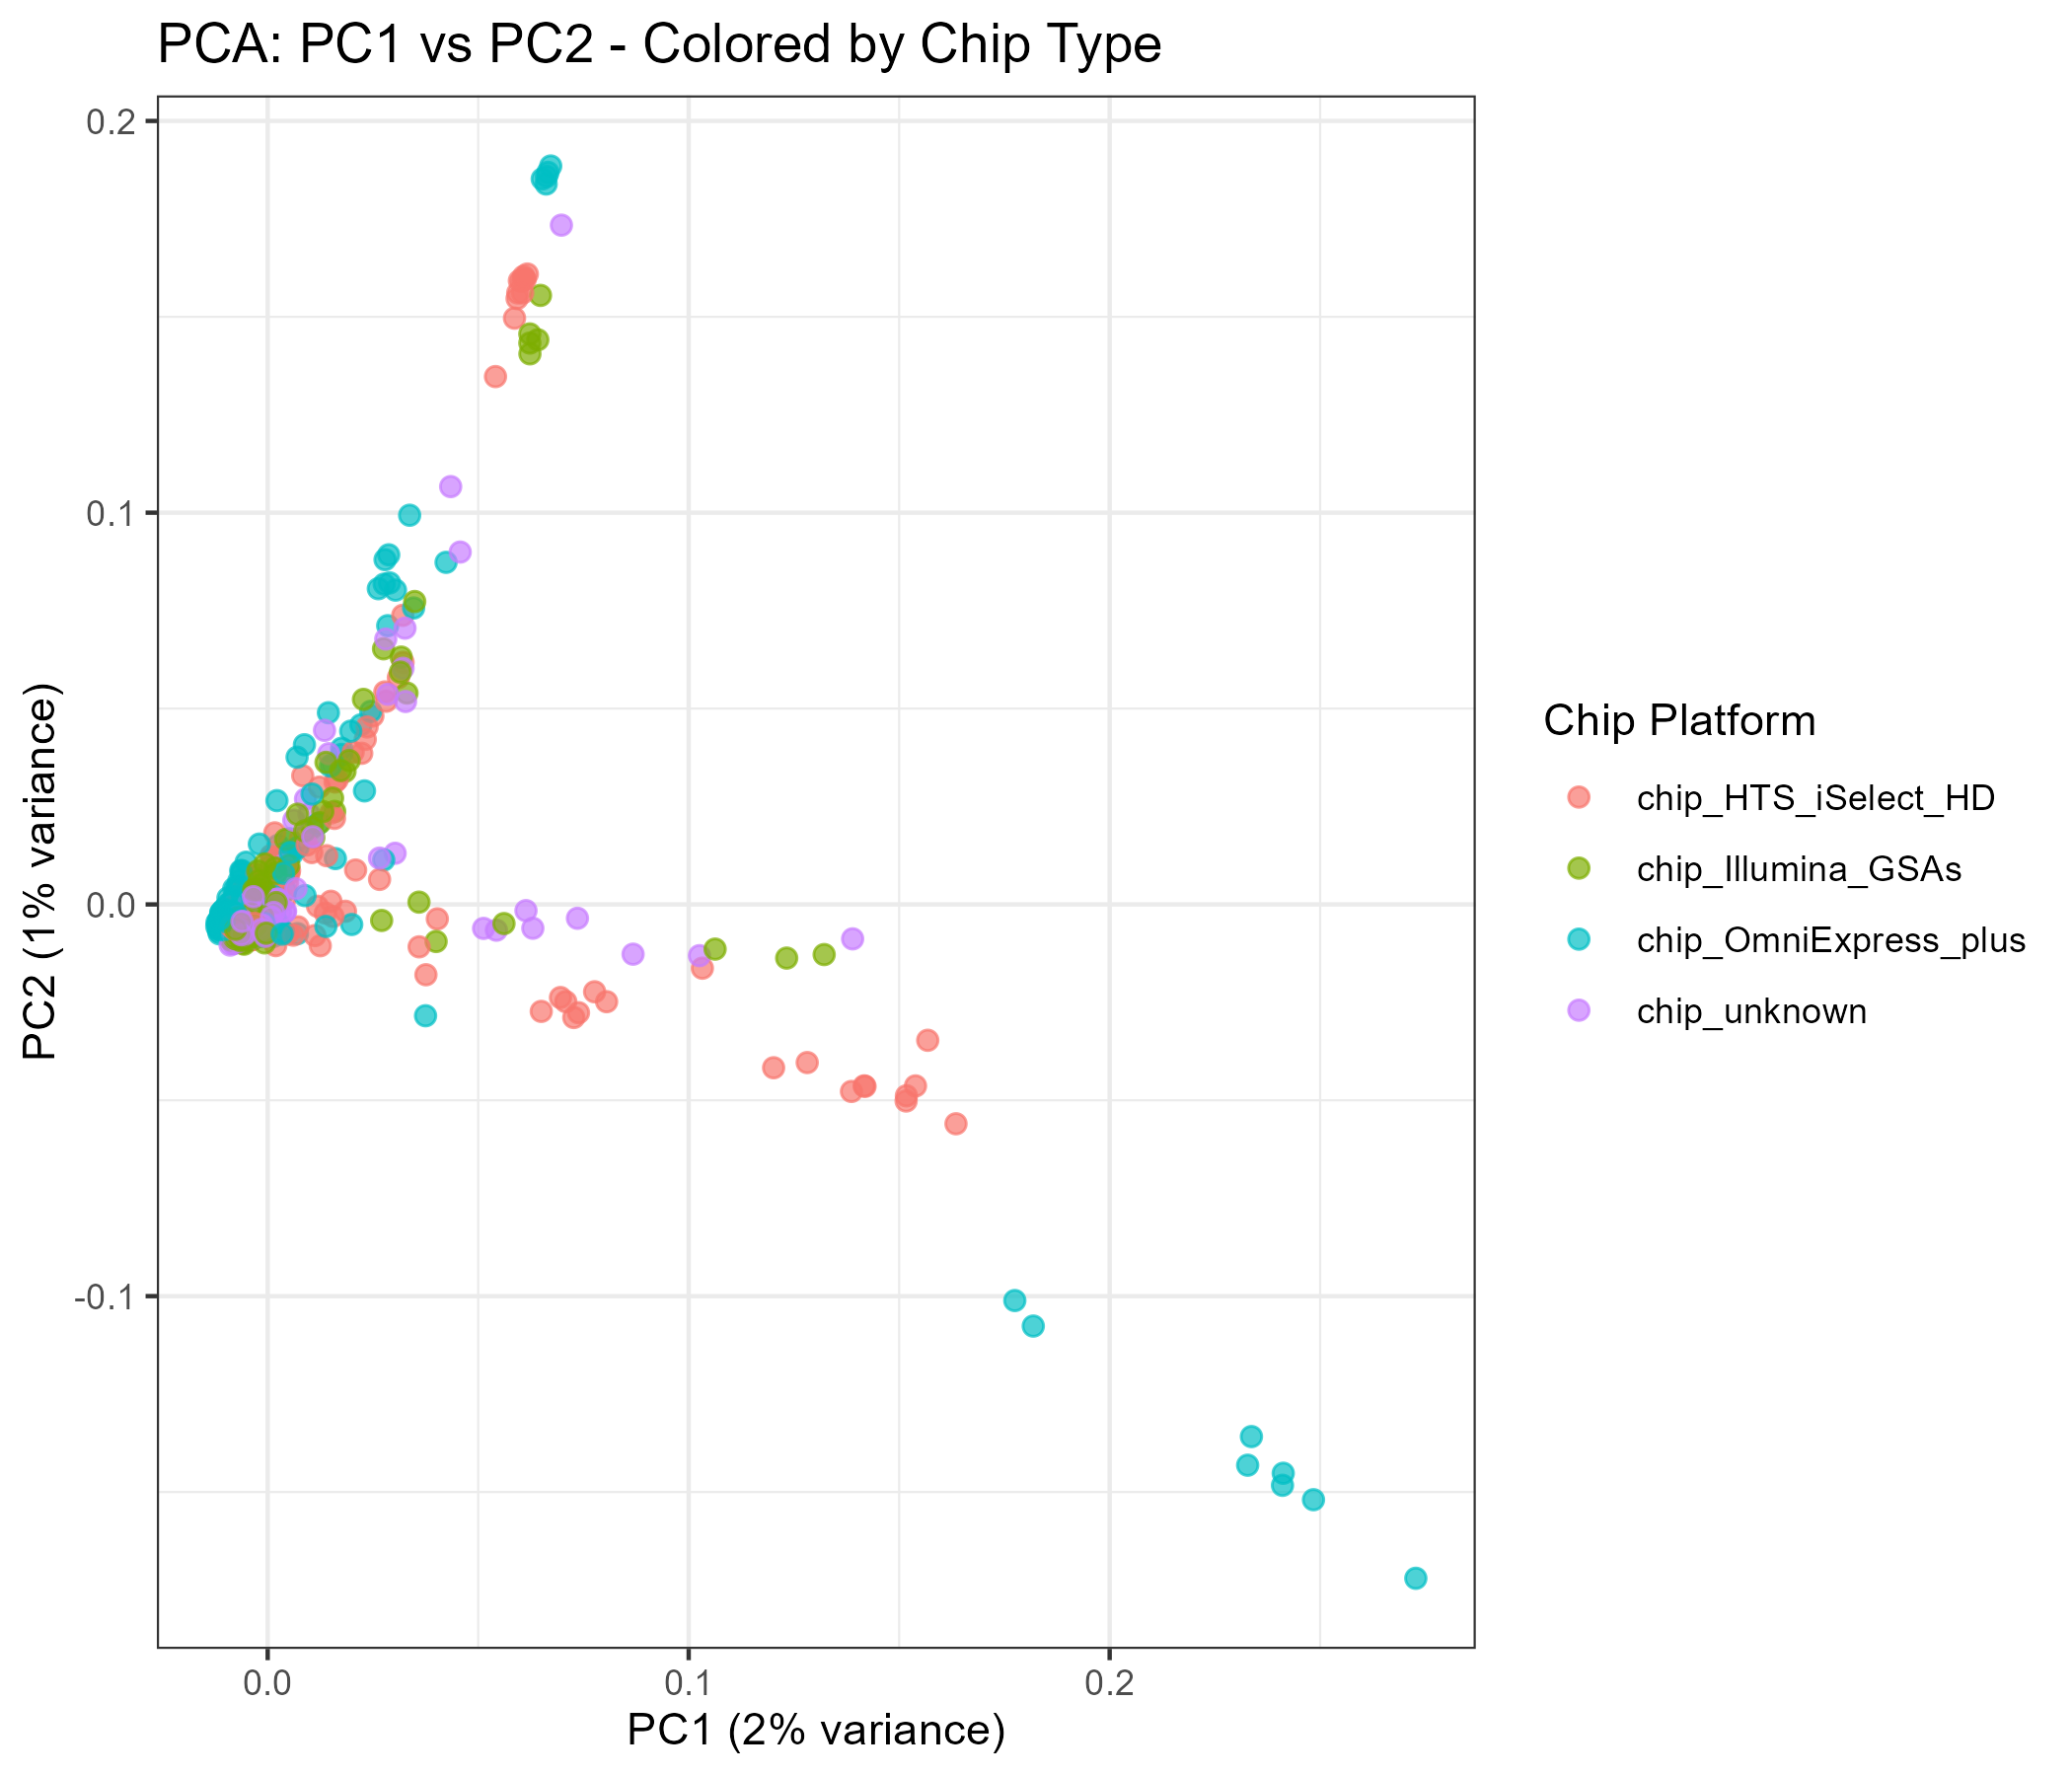 PCA: PC1 vs PC2 - Colored by Chip Type
0.2
0.1
0.0
-0.1
PC2 (1% variance)
0.0
0.1
0.2
PC1 (2% variance)
Chip Platform
chip_HTS_iSelect_HD
chip_Illumina_GSAs
chip_OmniExpress_plus
chip_unknown